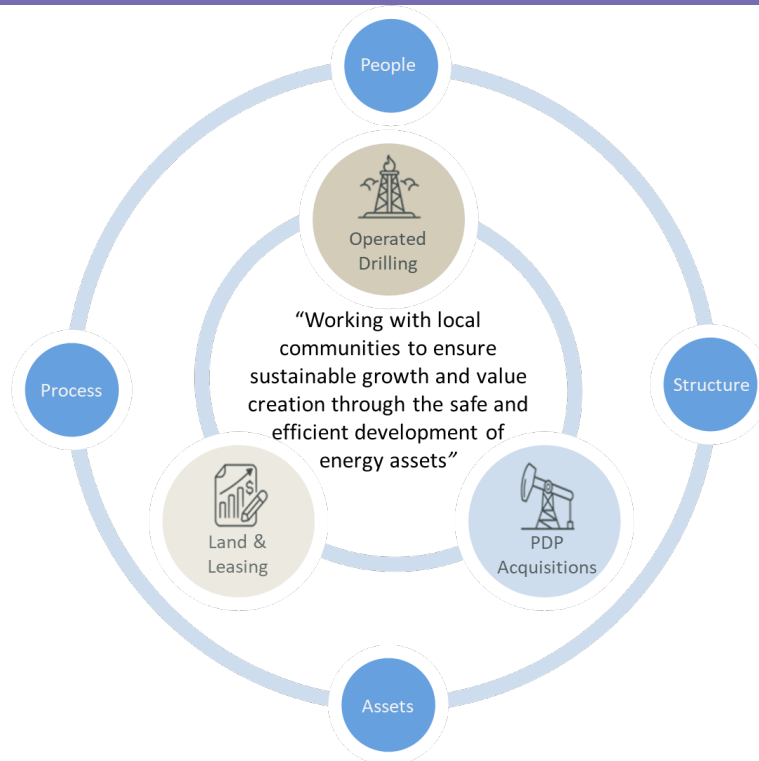 People
Operated
Drilling
“Working with local
communities to ensure
sustainable growth and value
creation through the safe and
efficient development of
energy assets”
Process
Structure
$
Land &
Leasing
PDP
Acquisitions
Assets